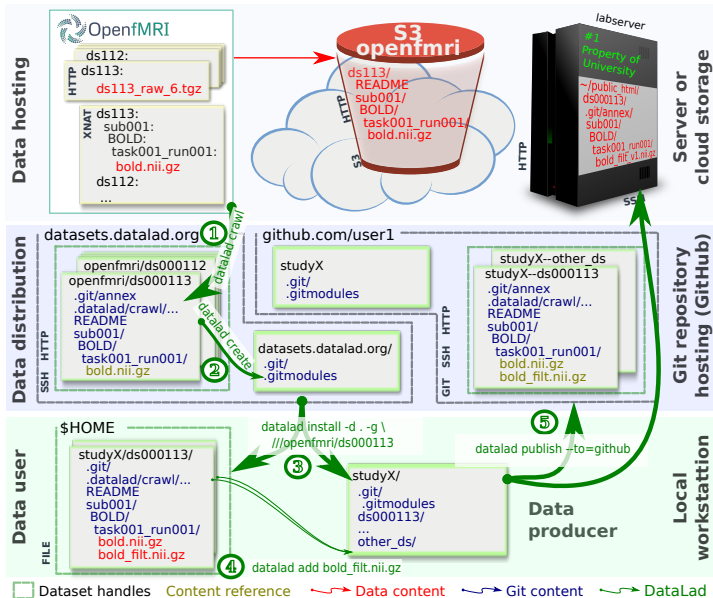 Data hosting
OpenfMRI
ds112:
HTTP
ds113:
ds113_raw_6.tgz
XNAT
ds113:
sub001:
BOLD:
task001_run001:
bold.nii.gz
ds112:
...
S3
openfmri
ds113/
README
sub001/
BOLD/
task001_run001/
bold.nii.gz
HTTP
S3
labserver
#1
Property of
University
~/public_html/
ds000113/
.git/annex/
sub001/
BOLD/
task001_run001/
bold_filt_v1.nii.gz
HTTP
SSH
Server or
cloud storage
Data distribution
datasets.datalad.org
1
datalad crawl
openfmri/ds000112
openfmri/ds000113
.git/annex
.datalad/crawl/...
README
sub001/
BOLD/
task001_run001/
bold.nii.gz
SSH HTTP
2
datalad create
datasets.datalad.org/
.git/
.gitmodules
github.com/user1
studyX
.git/
.gitmodules
studyX--other_ds
studyX--ds000113
.git/annex
.datalad/crawl/...
README
sub001/
BOLD/
task001_run001/
bold.nii.gz
bold_filt.nii.gz
GIT SSH HTTP
Git repository
hosting (GitHub)
Data user
$HOME
studyX/ds000113/
.git/
.datalad/crawl/...
README
sub001/
BOLD/
task001_run001/
bold.nii.gz
bold_filt.nii.gz
FILE
datalad install -d . -g \
///openfmri/ds000113
3
4
datalad add bold_filt.nii.gz
studyX/
.git/
.gitmodules
ds000113/
...
other_ds/
5
datalad publish --to=github
Data
producer
Local
workstattion
Dataset handles
Content reference
Data content
Git content
DataLad